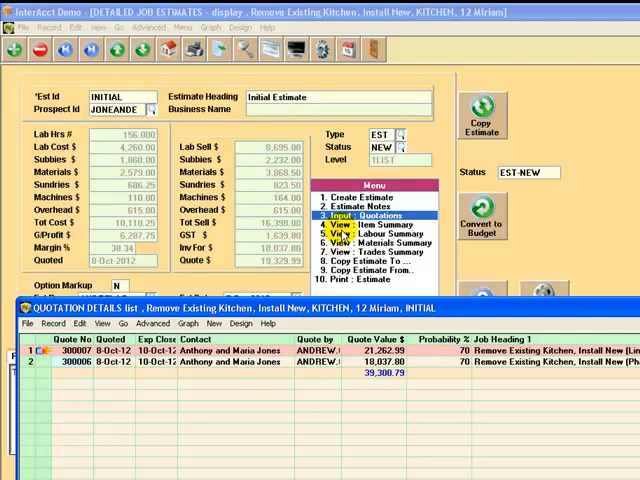 InterAcct Demo - [DETAILED JOB ESTIMATES - display , Remove Existing Kitchen, Install New, KITCHEN, 12 Miriam]
File Record Edit View Go Advanced Menu Graph Design Help
*Est Id INITIAL Estimate Heading Initial Estimate
Prospect Id JONEANDE Business Name
Copy Estimate
Lab Hrs # 156.000
Lab Cost $ 4,260.00
Subbies $ 1,860.00
Materials $ 2,579.00
Sundries $ 686.25
Machines $ 110.00
Overhead $ 615.00
Tot Cost $ 10,110.25
G/Profit $ 6,287.75
Margin % 38.34
Quoted 8-Oct-2012
Lab Sell $ 8,695.00
Subbies $ 2,232.00
Materials $ 3,868.50
Sundries $ 823.50
Machines $ 164.00
Overhead $ 615.00
Tot Sell $ 16,398.00
GST $ 1,639.80
Inv For $ 18,037.80
Quote $ 19,329.99
Type EST
Status NEW
Level 1LIST
Status EST-NEW
Convert to Budget
Menu
1. Create Estimate
2. Estimate Notes
3. Input : Quotations
4. View : Item Summary
5. View : Labour Summary
6. View : Materials Summary
7. View : Trades Summary
8. Copy Estimate To ...
9. Copy Estimate From..
10. Print : Estimate
Option Markup N
QUOTATION DETAILS list , Remove Existing Kitchen, Install New, KITCHEN, 12 Miriam, INITIAL
File Record Edit View Go Advanced Graph New Design Help
Quote No Quoted Exp Close Contact Quote by Quote Value $ Probability % Job Heading 1
1 300007 8-Oct-12 10-Oct-12 Anthony and Maria Jones ANDREW. 21,262.99 70 Remove Existing Kitchen, Install New (Lin
2 300006 8-Oct-12 10-Oct-12 Anthony and Maria Jones ANDREW. 18,037.80 70 Remove Existing Kitchen, Install New (Pha
39,300.79